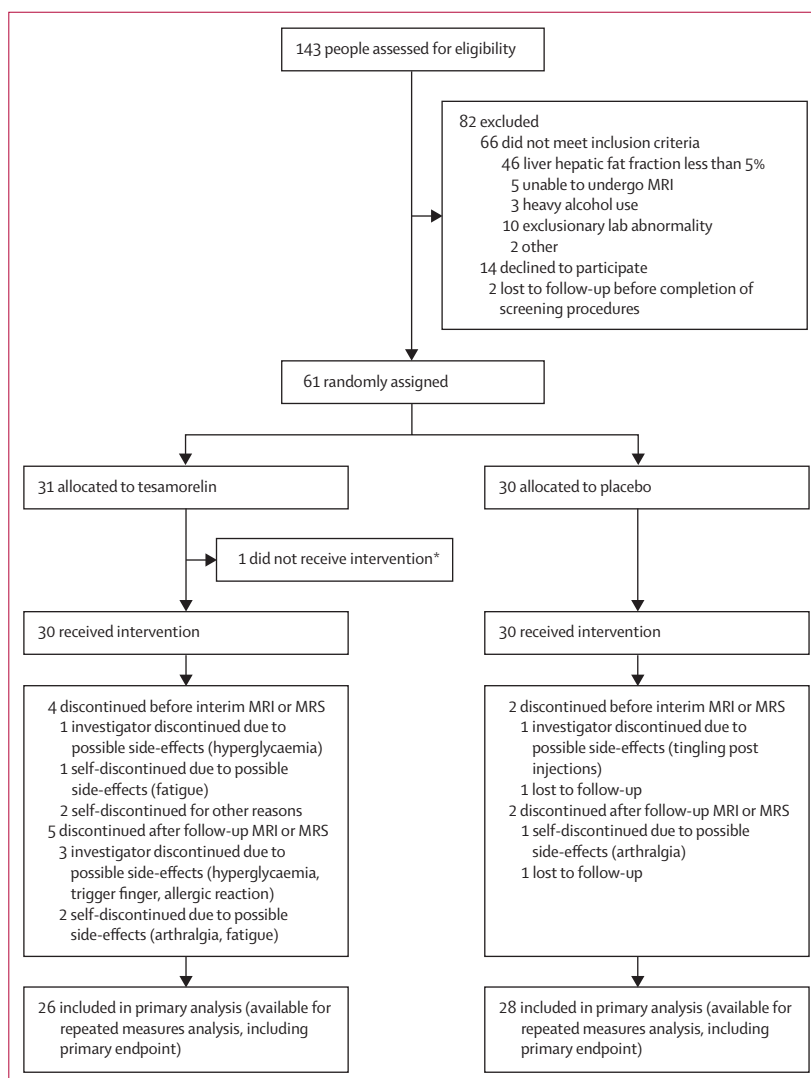 143 people assessed for eligibility
82 excluded
66 did not meet inclusion criteria
46 liver hepatic fat fraction less than 5%
5 unable to undergo MRI
3 heavy alcohol use
10 exclusionary lab abnormality
2 other
14 declined to participate
2 lost to follow-up before completion of
screening procedures
61 randomly assigned
31 allocated to tesamorelin
30 allocated to placebo
1 did not receive intervention*
30 received intervention
30 received intervention
4 discontinued before interim MRI or MRS
1 investigator discontinued due to
possible side-effects (hyperglycaemia)
1 self-discontinued due to possible
side-effects (fatigue)
2 self-discontinued for other reasons
5 discontinued after follow-up MRI or MRS
3 investigator discontinued due to
possible side-effects (hyperglycaemia,
trigger finger, allergic reaction)
2 self-discontinued due to possible
side-effects (arthralgia, fatigue)
2 discontinued before interim MRI or MRS
1 investigator discontinued due to
possible side-effects (tingling post
injections)
1 lost to follow-up
2 discontinued after follow-up MRI or MRS
1 self-discontinued due to possible
side-effects (arthralgia)
1 lost to follow-up
26 included in primary analysis (available for
repeated measures analysis, including
primary endpoint)
28 included in primary analysis (available for
repeated measures analysis, including
primary endpoint)